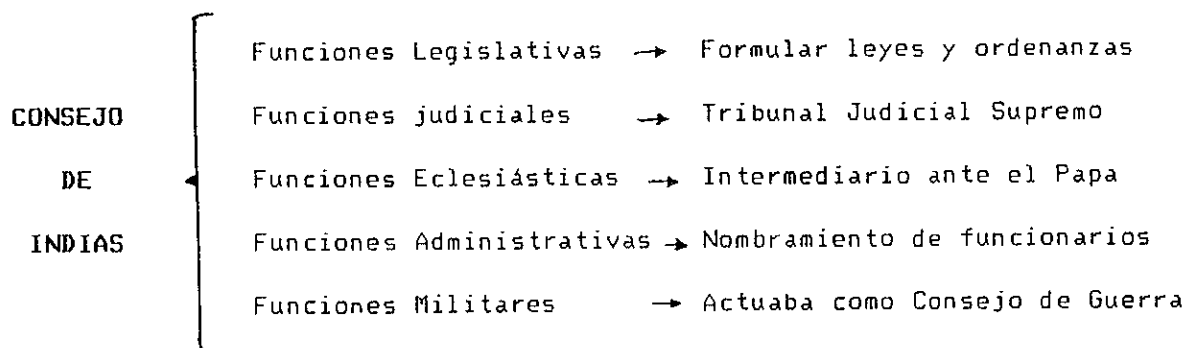 Funciones Legislativas → Formular leyes y ordenanzas
CONSEJO Funciones judiciales → Tribunal Judicial Supremo
DE Funciones Eclesiásticas → Intermediario ante el Papa
INDIAS Funciones Administrativas → Nombramiento de funcionarios
Funciones Militares → Actuaba como Consejo de Guerra